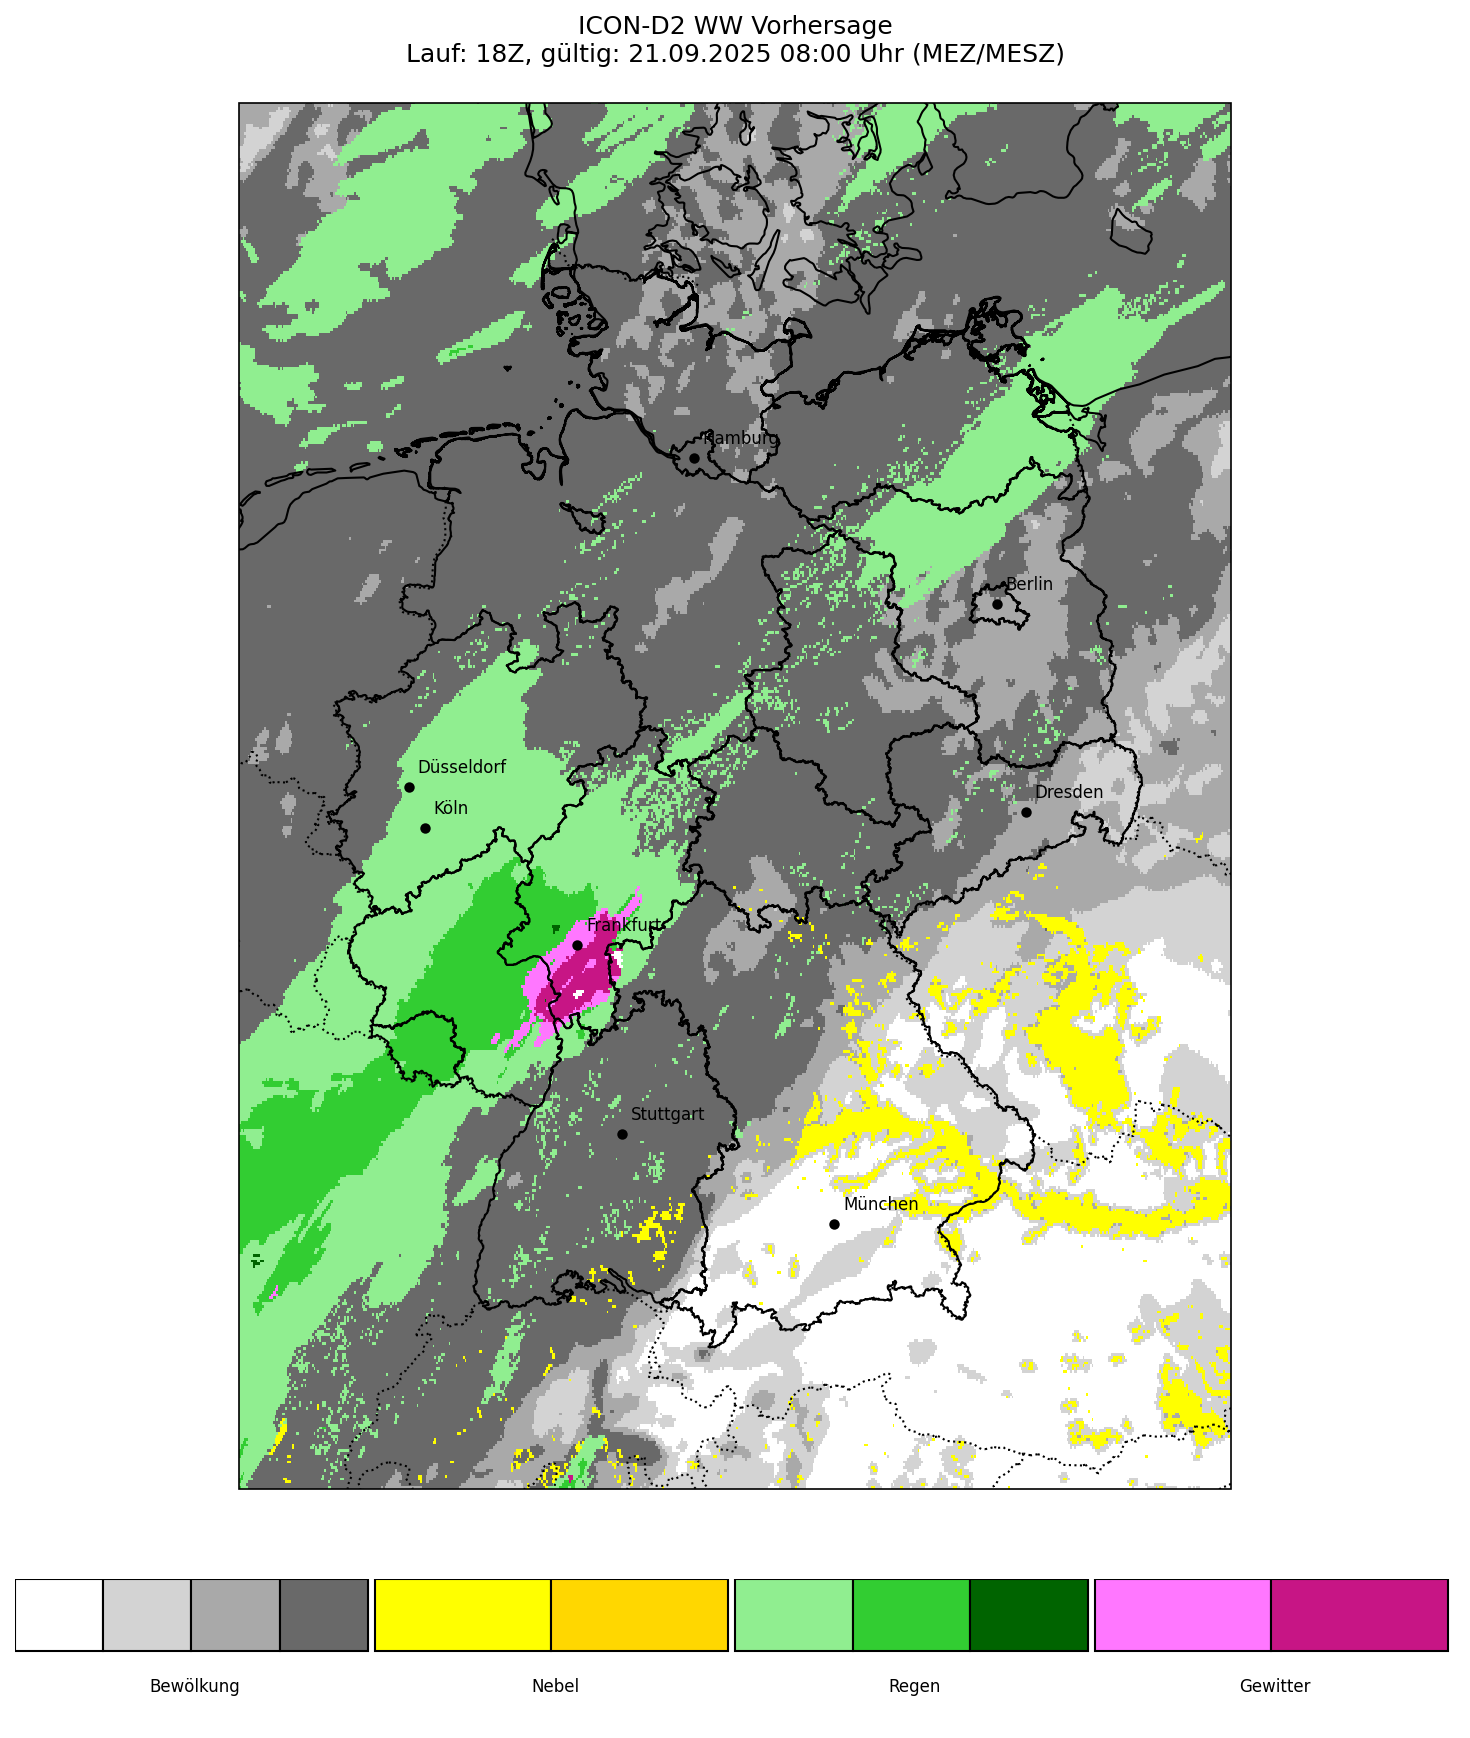 ICON-D2 WW Vorhersage
Lauf: 18Z, gültig: 21.09.2025 08:00 Uhr (MEZ/MESZ)
Hamburg
Berlin
Düsseldorf
Dresden
Köln
Frankfurt
Stuttgart
München
Bewölkung
Nebel
Regen
Gewitter